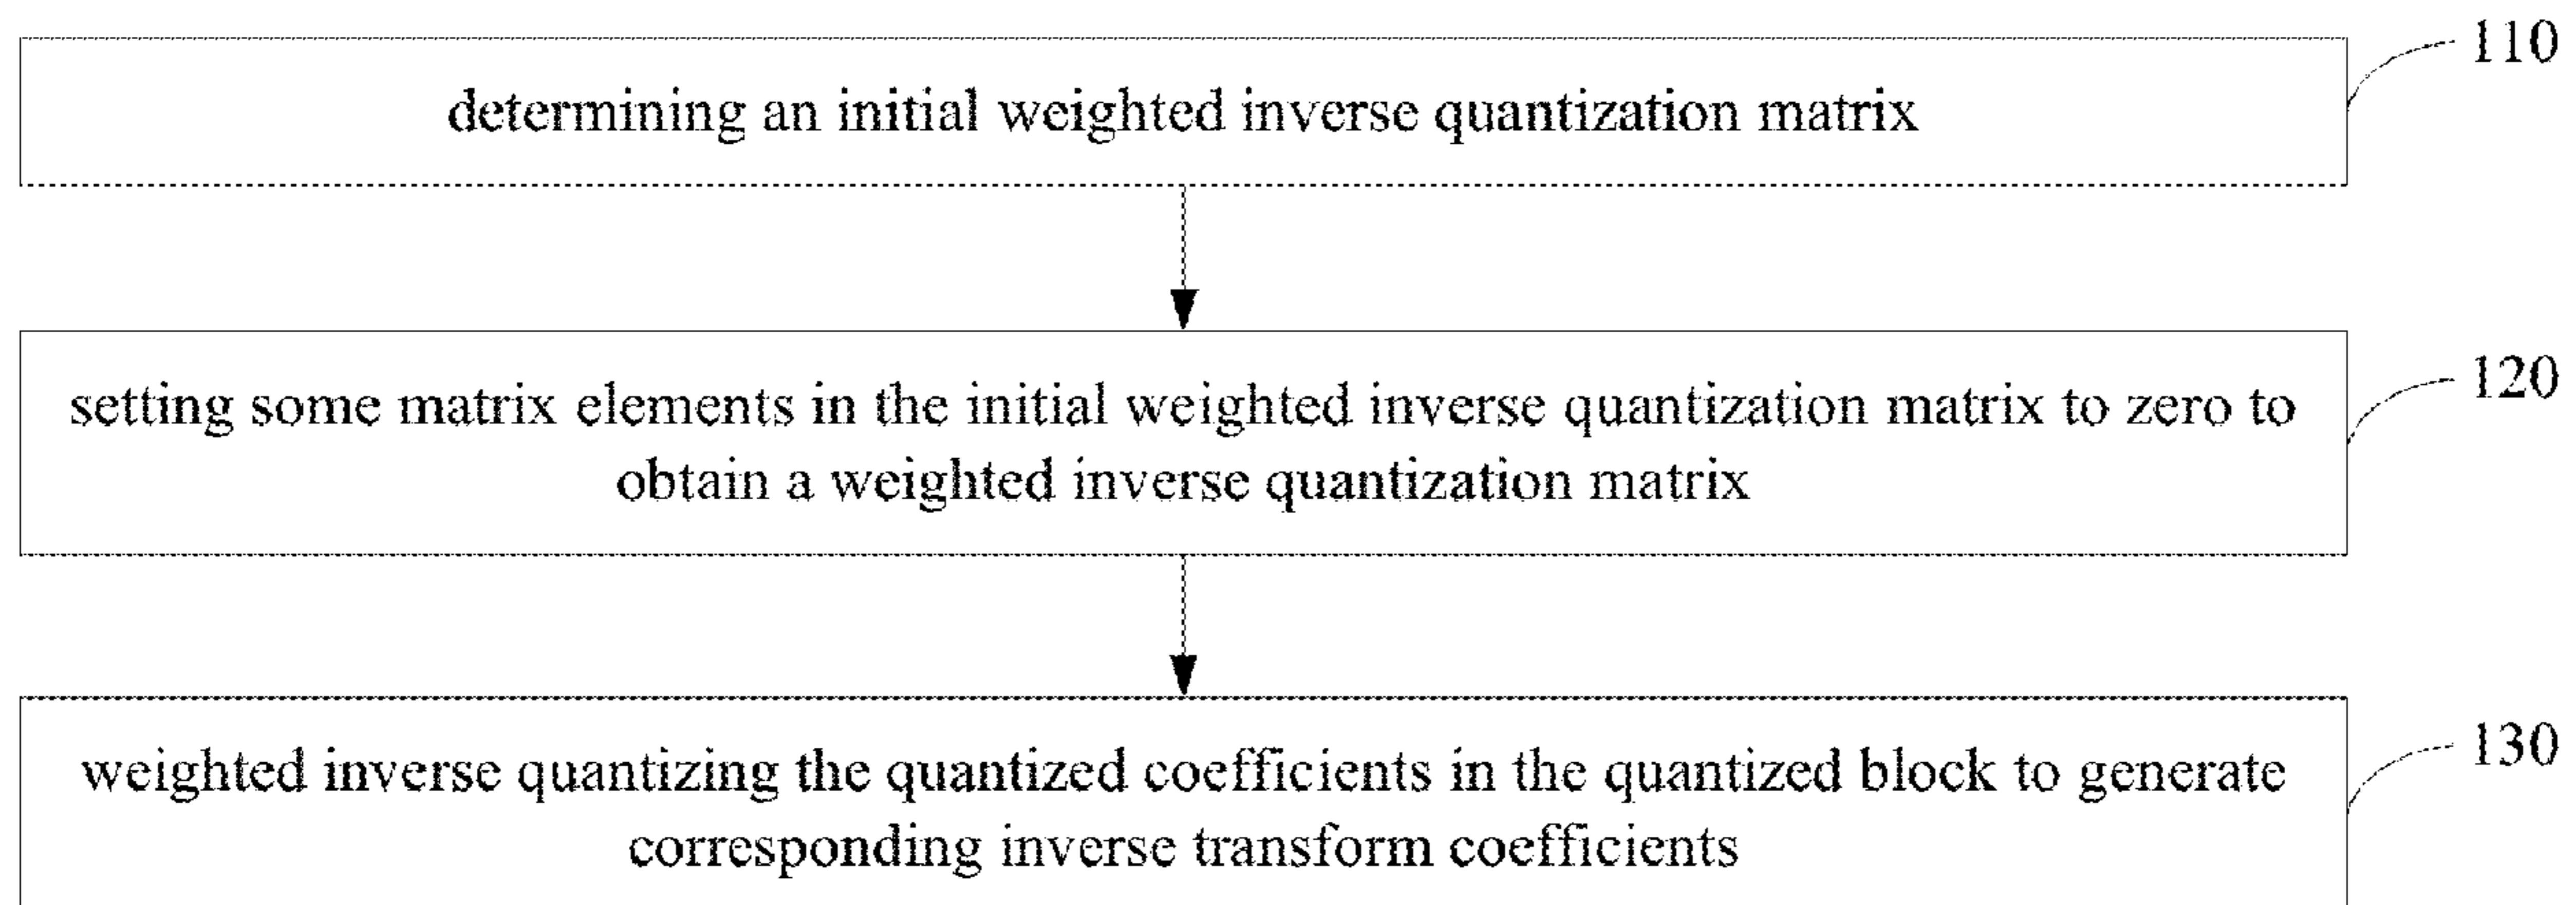 110
determining an initial weighted inverse quantization matrix
120
setting some matrix elements in the initial weighted inverse quantization matrix to zero to
obtain a weighted inverse quantization matrix
130
weighted inverse quantizing the quantized coefficients in the quantized block to generate
corresponding inverse transform coefficients